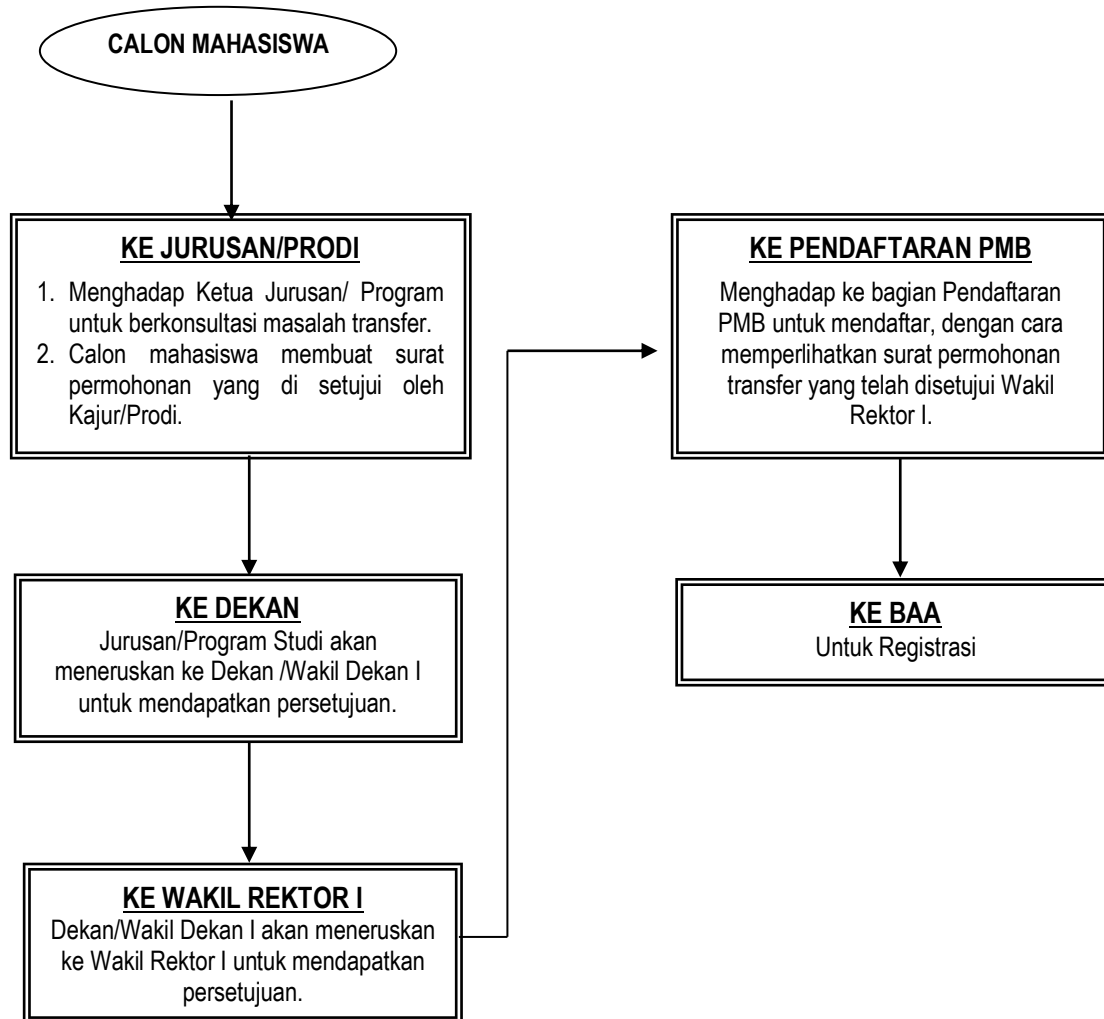 CALON MAHASISWA
KE JURUSAN/PRODI
1. Menghadap Ketua Jurusan/ Program
untuk berkonsultasi masalah transfer.
2. Calon mahasiswa membuat surat
permohonan yang di setujui oleh
Kajur/Prodi.
KE DEKAN
Jurusan/Program Studi akan
meneruskan ke Dekan /Wakil Dekan I
untuk mendapatkan persetujuan.
KE WAKIL REKTOR I
Dekan/Wakil Dekan I akan meneruskan
ke Wakil Rektor I untuk mendapatkan
persetujuan.
KE PENDAFTARAN PMB
Menghadap ke bagian Pendaftaran
PMB untuk mendaftar, dengan cara
memperlihatkan surat permohonan
transfer yang telah disetujui Wakil
Rektor I.
KE BAA
Untuk Registrasi